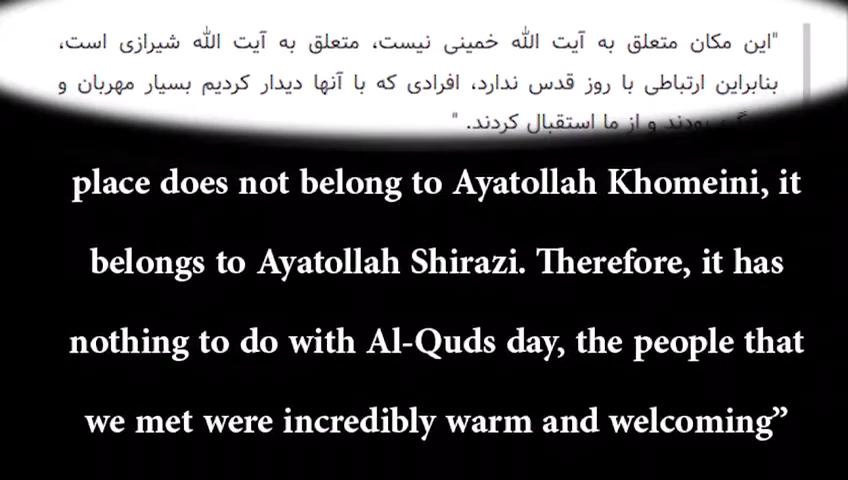 "این مکان متعلق به آیت الله خمینی نیست، متعلق به آیت الله شیرازی است،
بنابراین ارتباطی با روز قدس ندارد، افرادی که با آنها دیدار کردیم بسیار مهربان و
بودند و از ما استقبال کردند. "
place does not belong to Ayatollah Khomeini, it
belongs to Ayatollah Shirazi. Therefore, it has
nothing to do with Al-Quds day, the people that
we met were incredibly warm and welcoming”